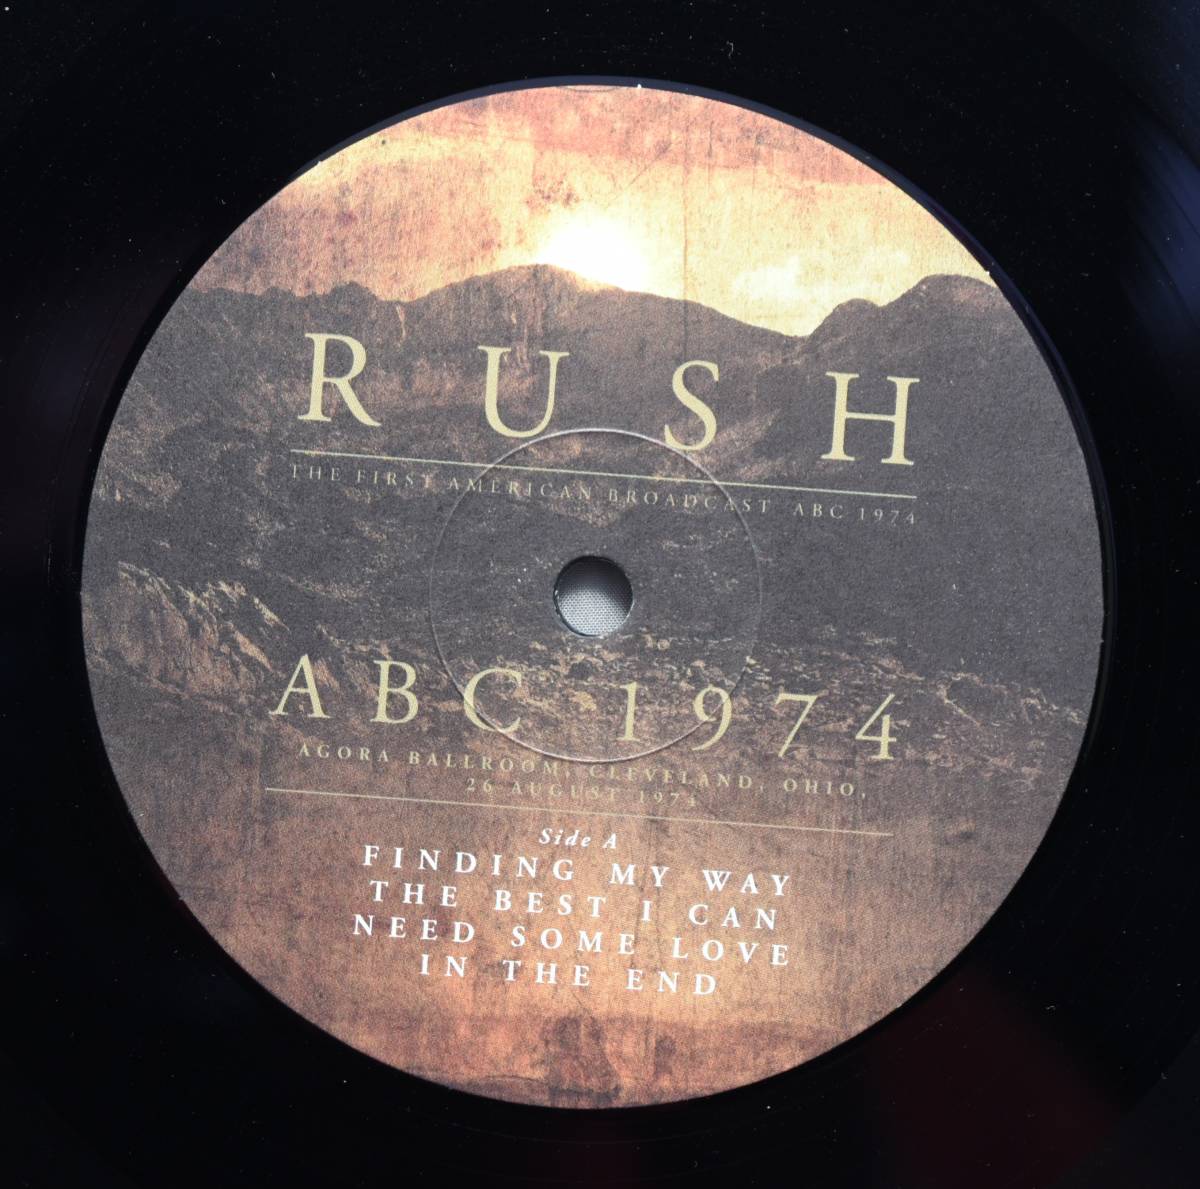 RUSH
THE FIRST AMERICAN BROADCAST ABC 1974
ABC 1974
AGORA BALLROOM, CLEVELAND, OHIO,
26 AUGUST 1974
Side A
FINDING MY WAY
THE BEST I CAN
NEED SOME LOVE
IN THE END